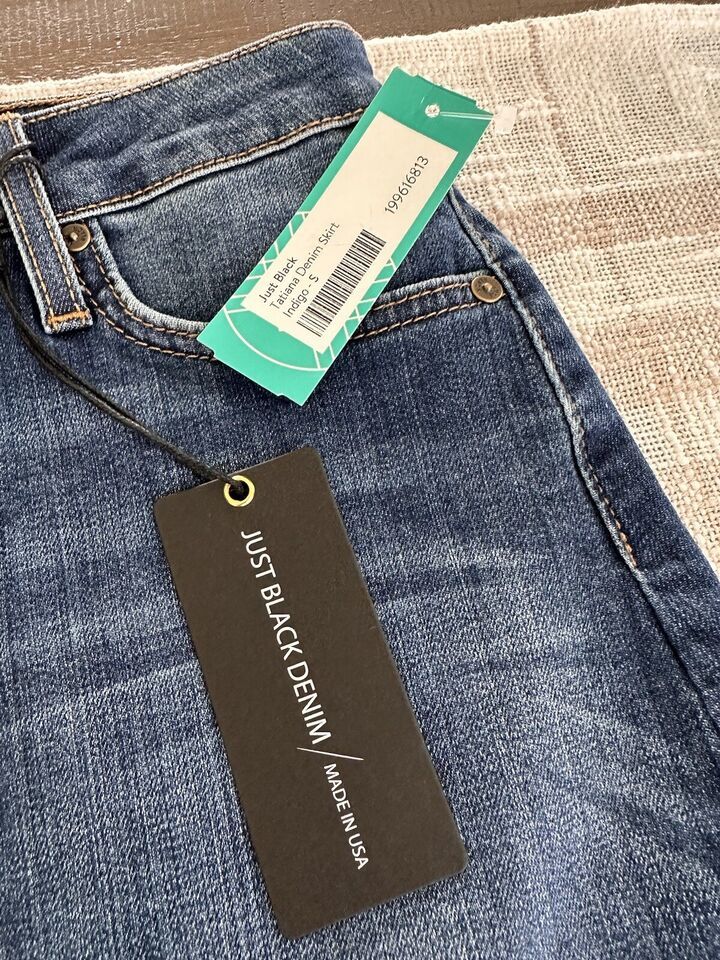 Just Black
Tatiana Denim Skirt
Indigo - S
199616813
JUST BLACK DENIM / MADE IN USA